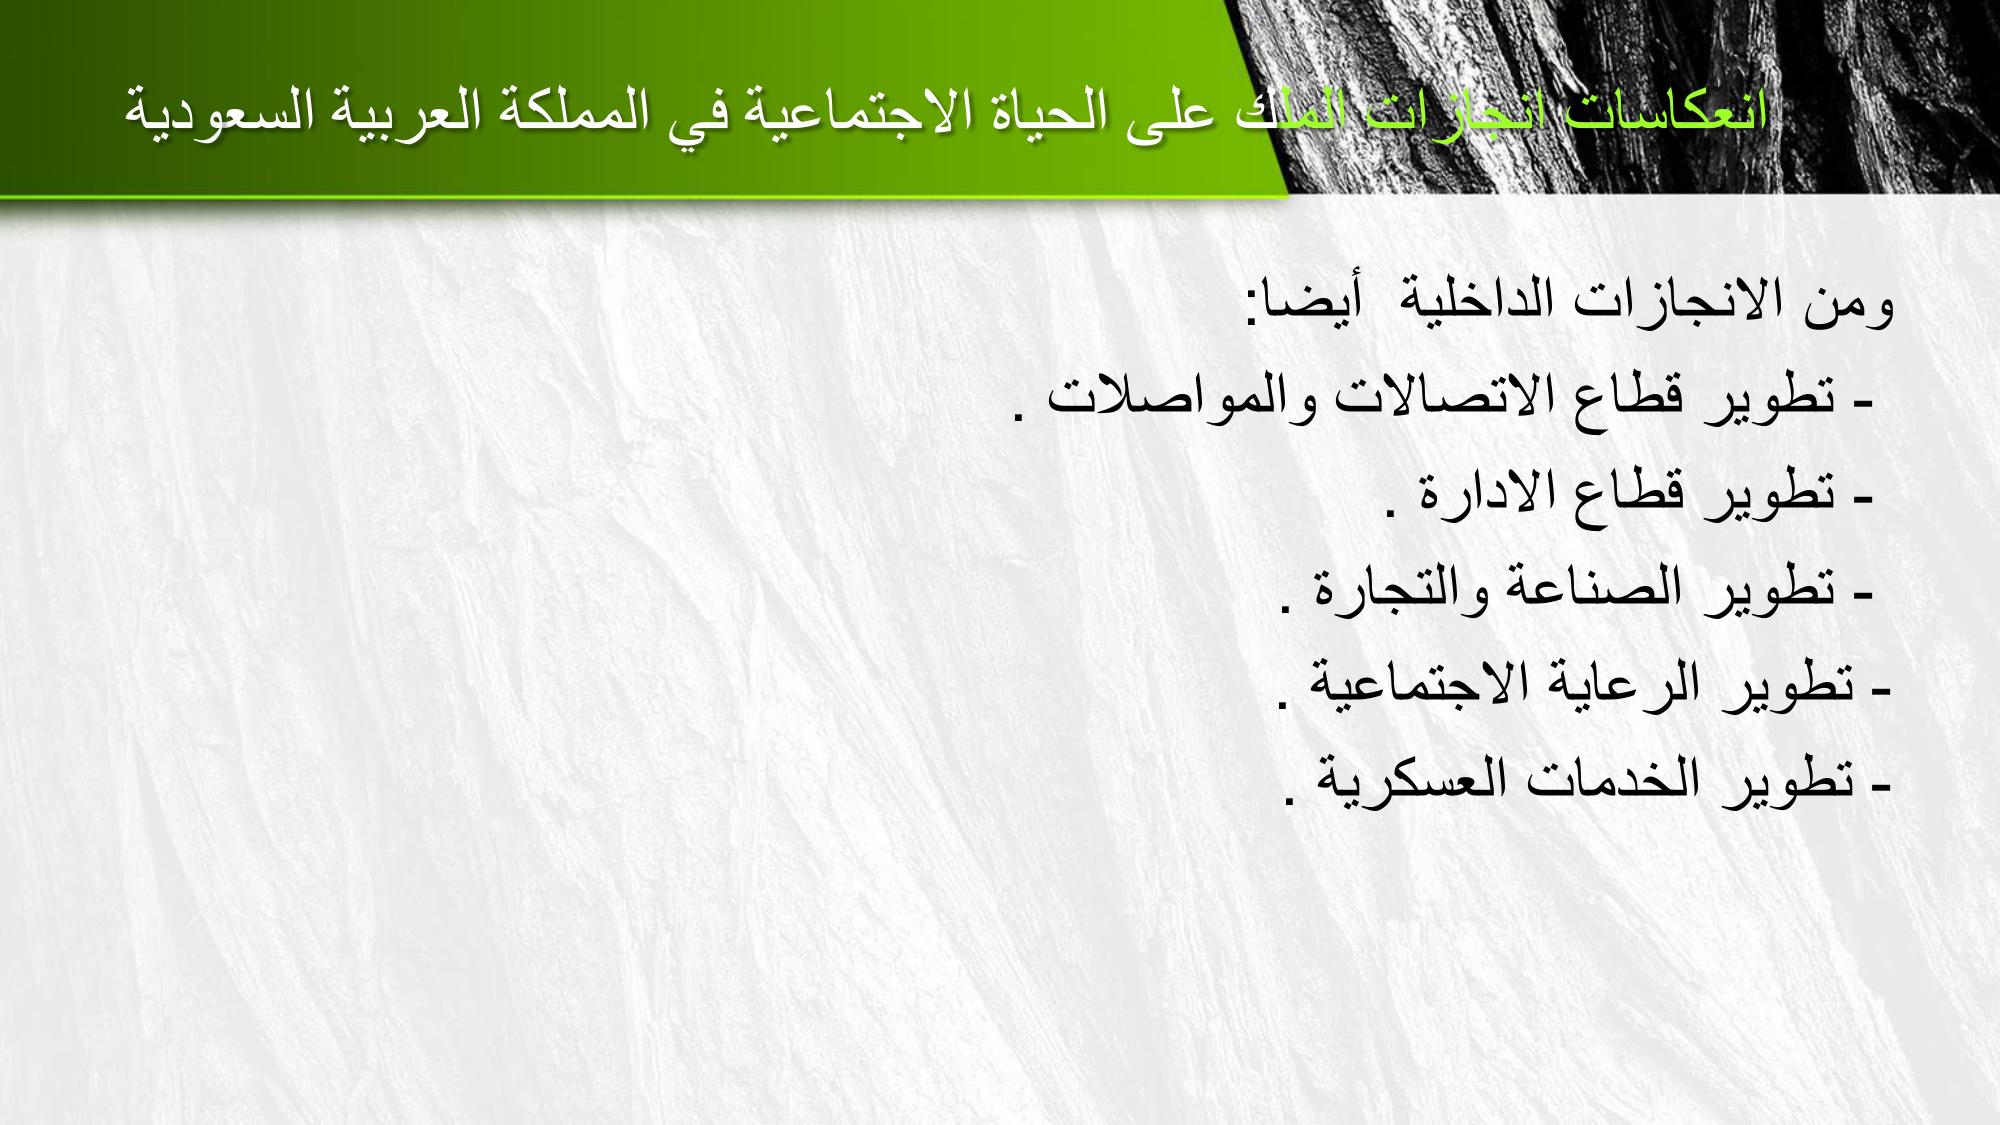 انعكاسات انجازات الملك على الحياة الاجتماعية في المملكة العربية السعودية
ومن الانجازات الداخلية أيضا:
- تطوير قطاع الاتصالات والمواصلات .
- تطوير قطاع الادارة .
- تطوير الصناعة والتجارة .
- تطوير الرعاية الاجتماعية .
- تطوير الخدمات العسكرية .